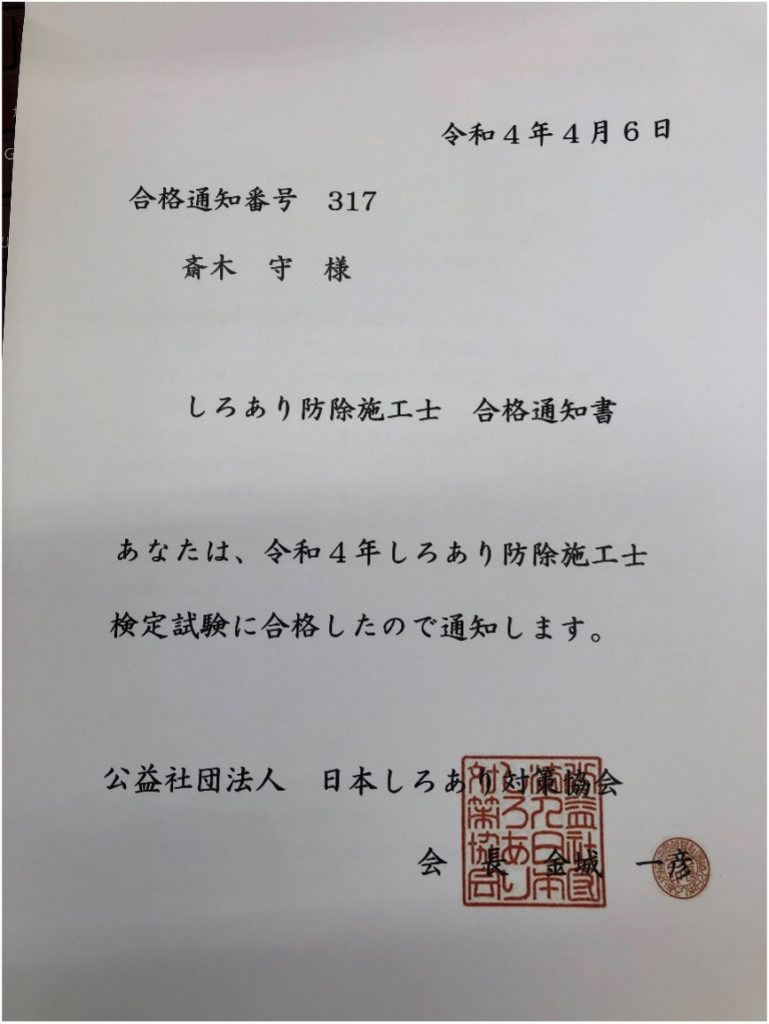 令和４年４月６日
合格通知番号　317
斎木　守　様
しろあり防除施工士　合格通知書
あなたは、令和４年しろあり防除施工士
検定試験に合格したので通知します。
公益社団法人　日本しろあり対策協会
会　長　金城　一彦